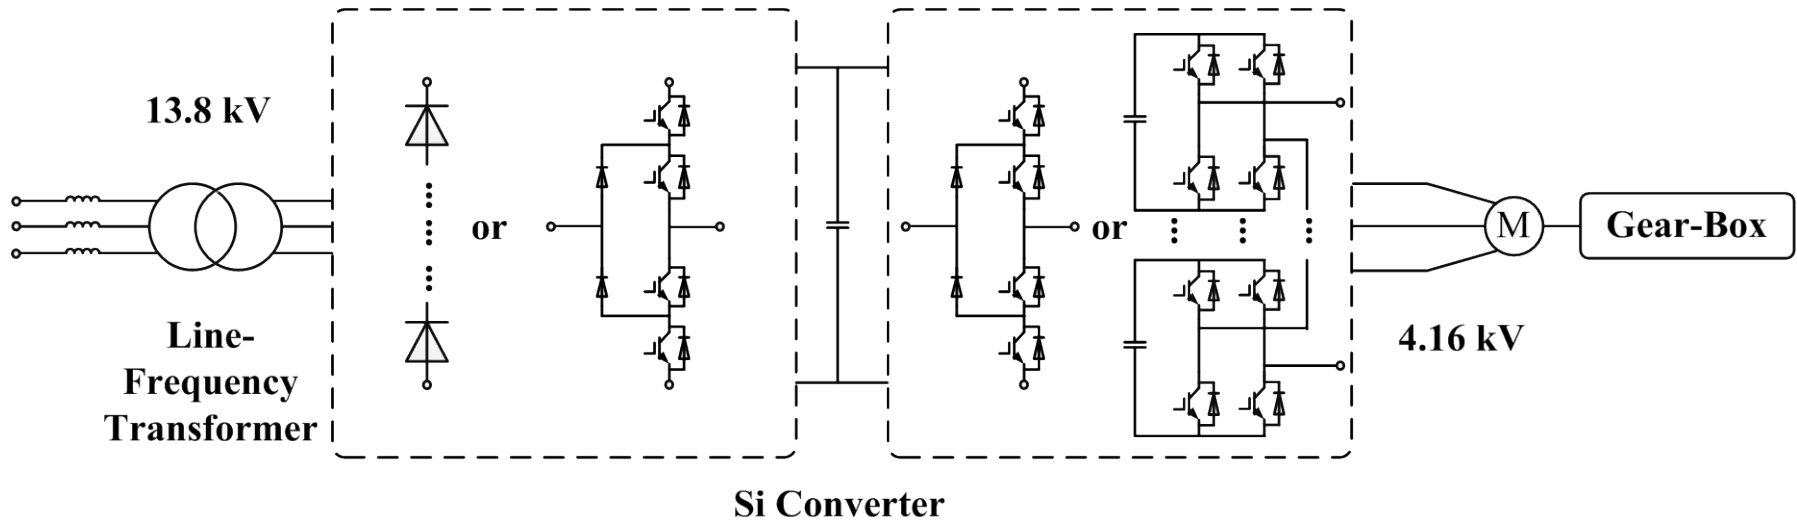 13.8 kV
Line-
Frequency
Transformer
or
or
M
Gear-Box
4.16 kV
Si Converter